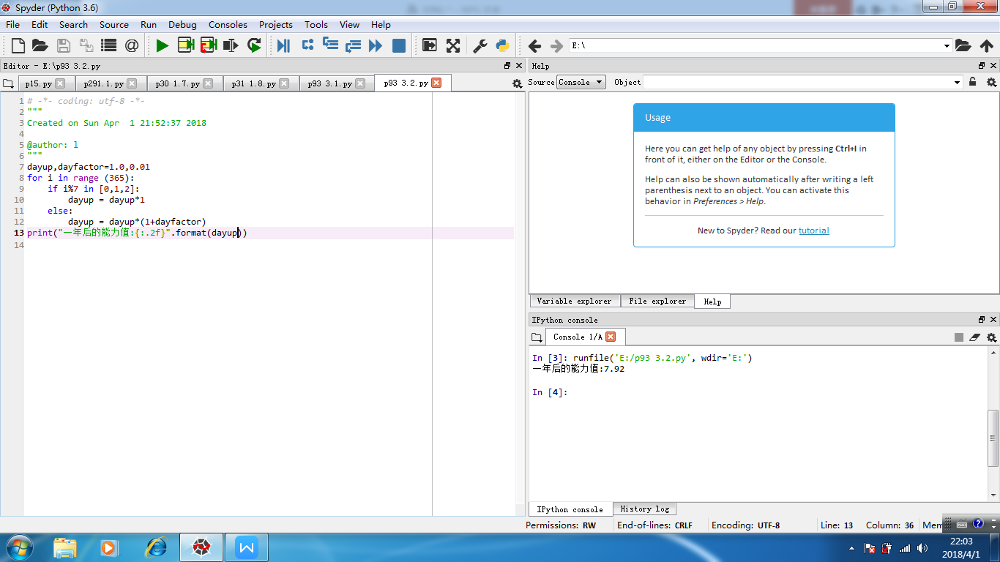 Spyder (Python 3.6)
File Edit Search Source Run Debug Consoles Projects Tools View Help
E:\
Editor - E:\p93 3.2.py
Help
p15.py p291.1.py p30 1.7.py p31 1.8.py p93 3.1.py p93 3.2.py
Source Console Object
1 # -*- coding: utf-8 -*-
2 """
3 Created on Sun Apr  1 21:52:37 2018
4
5 @author: l
6 """
7 dayup,dayfactor=1.0,0.01
8 for i in range (365):
9     if i%7 in [0,1,2]:
10         dayup = dayup*1
11     else:
12         dayup = dayup*(1+dayfactor)
13 print("一年后的能力值:{:.2f}".format(dayup))
14
Usage
Here you can get help of any object by pressing Ctrl+I in
front of it, either on the Editor or the Console.
Help can also be shown automatically after writing a left
parenthesis next to an object. You can activate this
behavior in Preferences > Help.
New to Spyder? Read our tutorial
Variable explorer File explorer Help
IPython console
Console 1/A
In [3]: runfile('E:/p93 3.2.py', wdir='E:')
一年后的能力值:7.92
In [4]:
IPython console History log
Permissions: RW End-of-lines: CRLF Encoding: UTF-8 Line: 13 Column: 36 Mem
22:03
2018/4/1